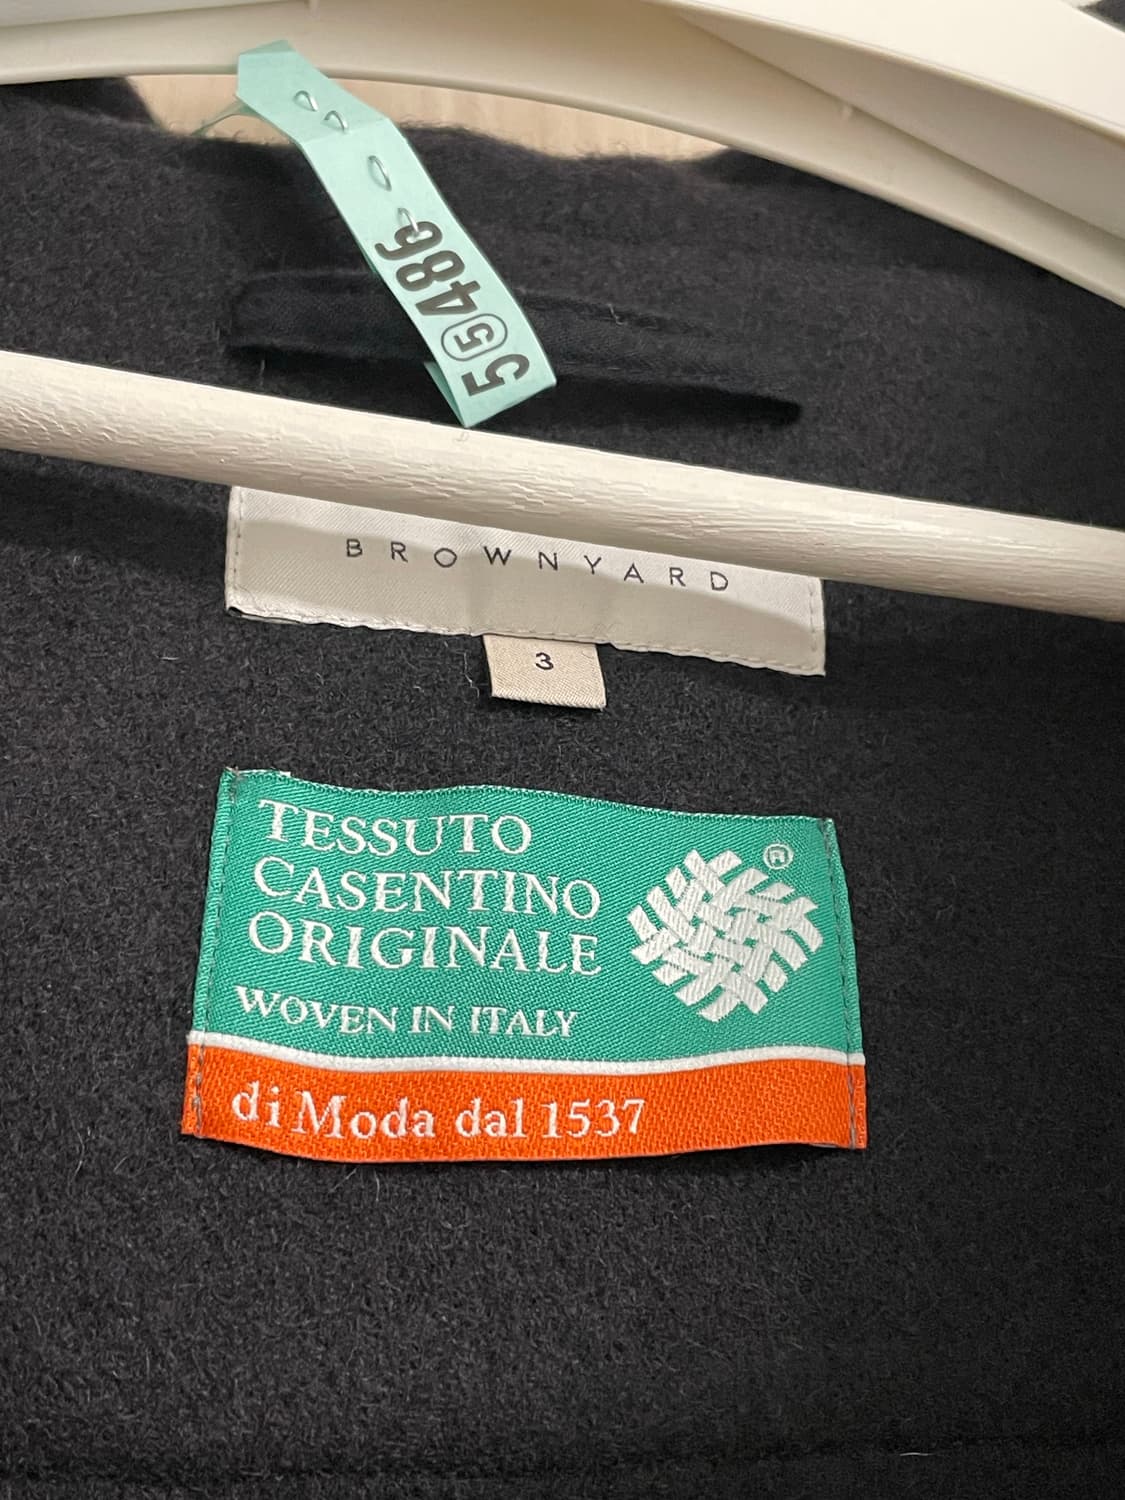 5⑤486
BROWNYARD
3
TESSUTO
CASENTINO
ORIGINALE
®
WOVEN IN ITALY
di Moda dal 1537